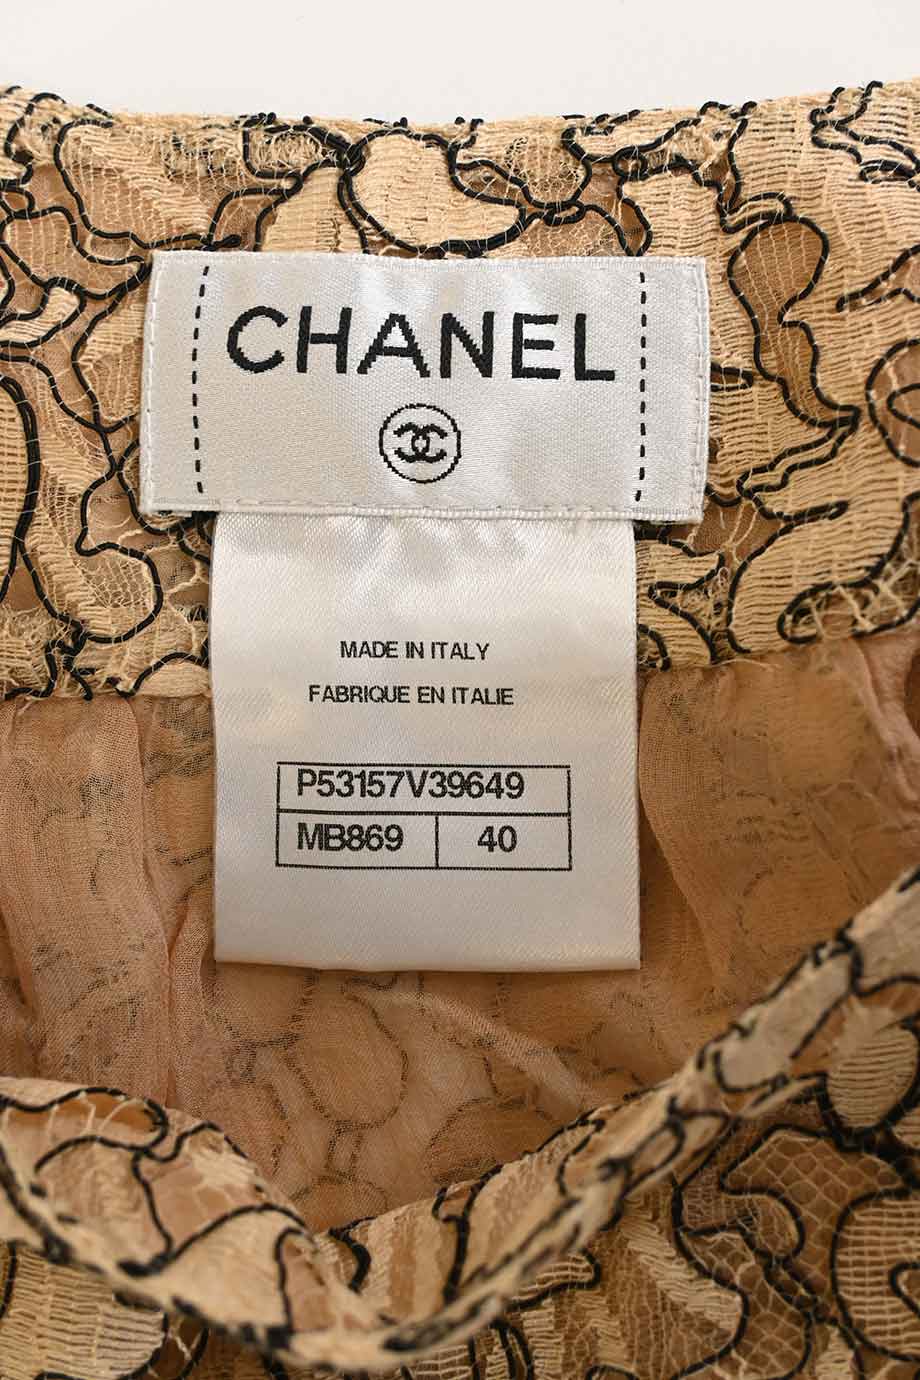 CHANEL
MADE IN ITALY
FABRIQUE EN ITALIE
P53157V39649
MB869 40